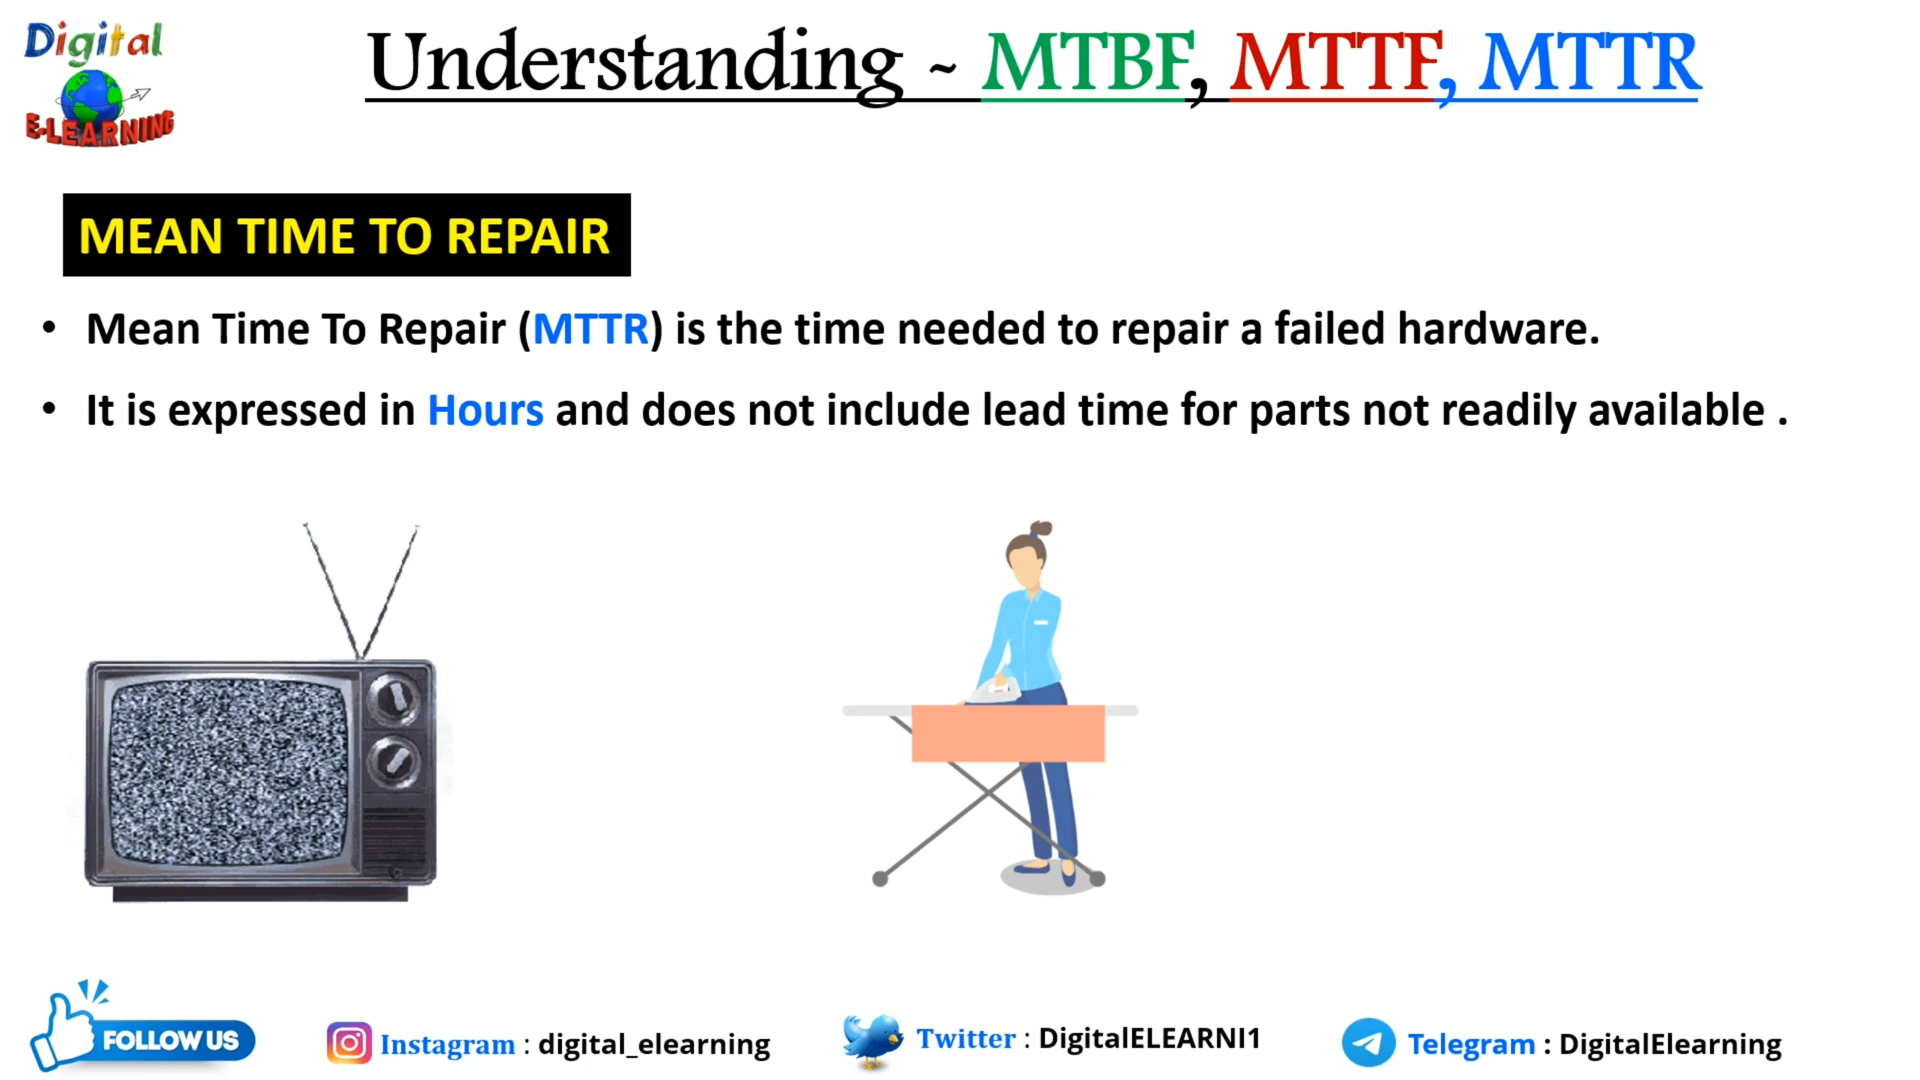 Digital
E-LEARNING
Understanding ~ MTBF, MTTF, MTTR
MEAN TIME TO REPAIR
• Mean Time To Repair (MTTR) is the time needed to repair a failed hardware.
• It is expressed in Hours and does not include lead time for parts not readily available .
FOLLOW US
Instagram : digital_elearning
Twitter : DigitalELEARNI1
Telegram : DigitalElearning